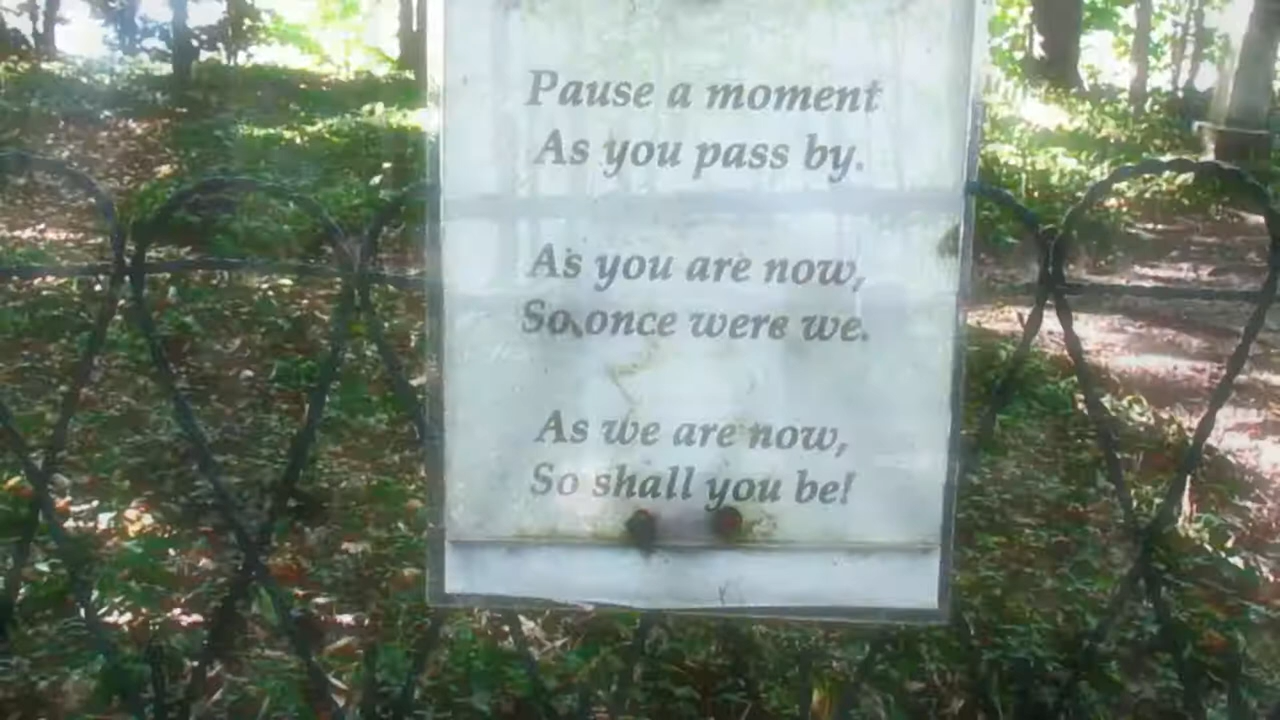 Pause a moment
As you pass by.
As you are now,
So once were we.
As we are now,
So shall you be!